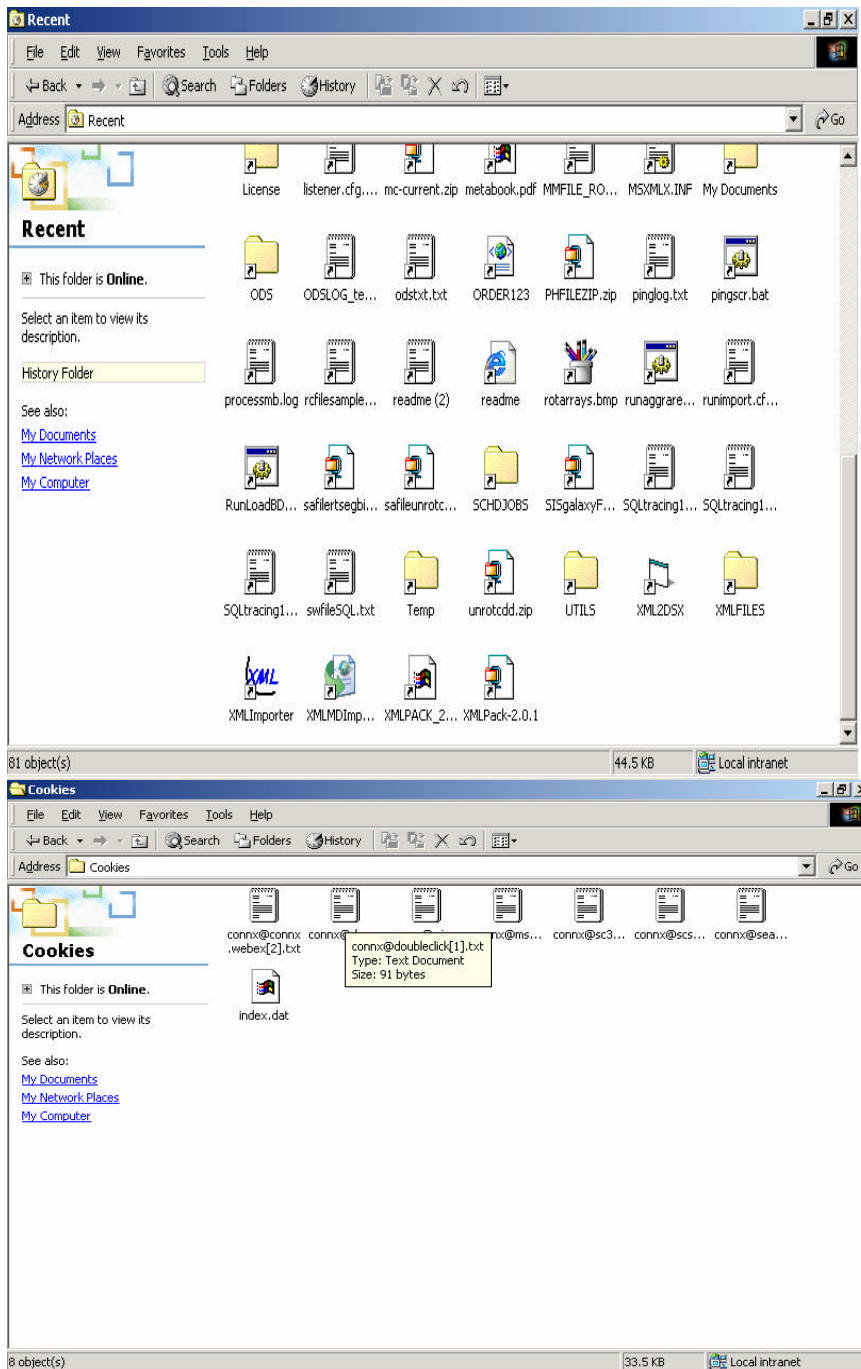 Recent
File Edit View Favorites Tools Help
Back Search Folders History
Address Recent Go
License listener.cfg.... mc-current.zip metabook.pdf MMFILE_RO... MSXMLX.INF My Documents
Recent
This folder is Online.
Select an item to view its
description.
History Folder
See also:
My Documents
My Network Places
My Computer
ODS ODSLOG_te... odstxt.txt ORDER123 PHFILEZIP.zip pinglog.txt pingscr.bat
processmb.log rcfilesample... readme (2) readme rotarrays.bmp runaggrare... runimport.cf...
RunLoadBD... safilertsegbi... safileunrotc... SCHDJOBS SISgalaxyF... SQLtracing1... SQLtracing1...
SQLtracing1... swfileSQL.txt Temp unrotcdd.zip UTILS XML2DSX XMLFILES
XML
XMLImporter XMLMDImp... XMLPACK_2... XMLPack-2.0.1
81 object(s) 44.5 KB Local intranet
Cookies
File Edit View Favorites Tools Help
Back Search Folders History
Address Cookies Go
connx@connx
.webex[2].txt
connx@ms... connx@sc3... connx@scs... connx@sea...
connx@doubleclick[1].txt
Type: Text Document
Size: 91 bytes
index.dat
Cookies
This folder is Online.
Select an item to view its
description.
See also:
My Documents
My Network Places
My Computer
8 object(s) 33.5 KB Local intranet